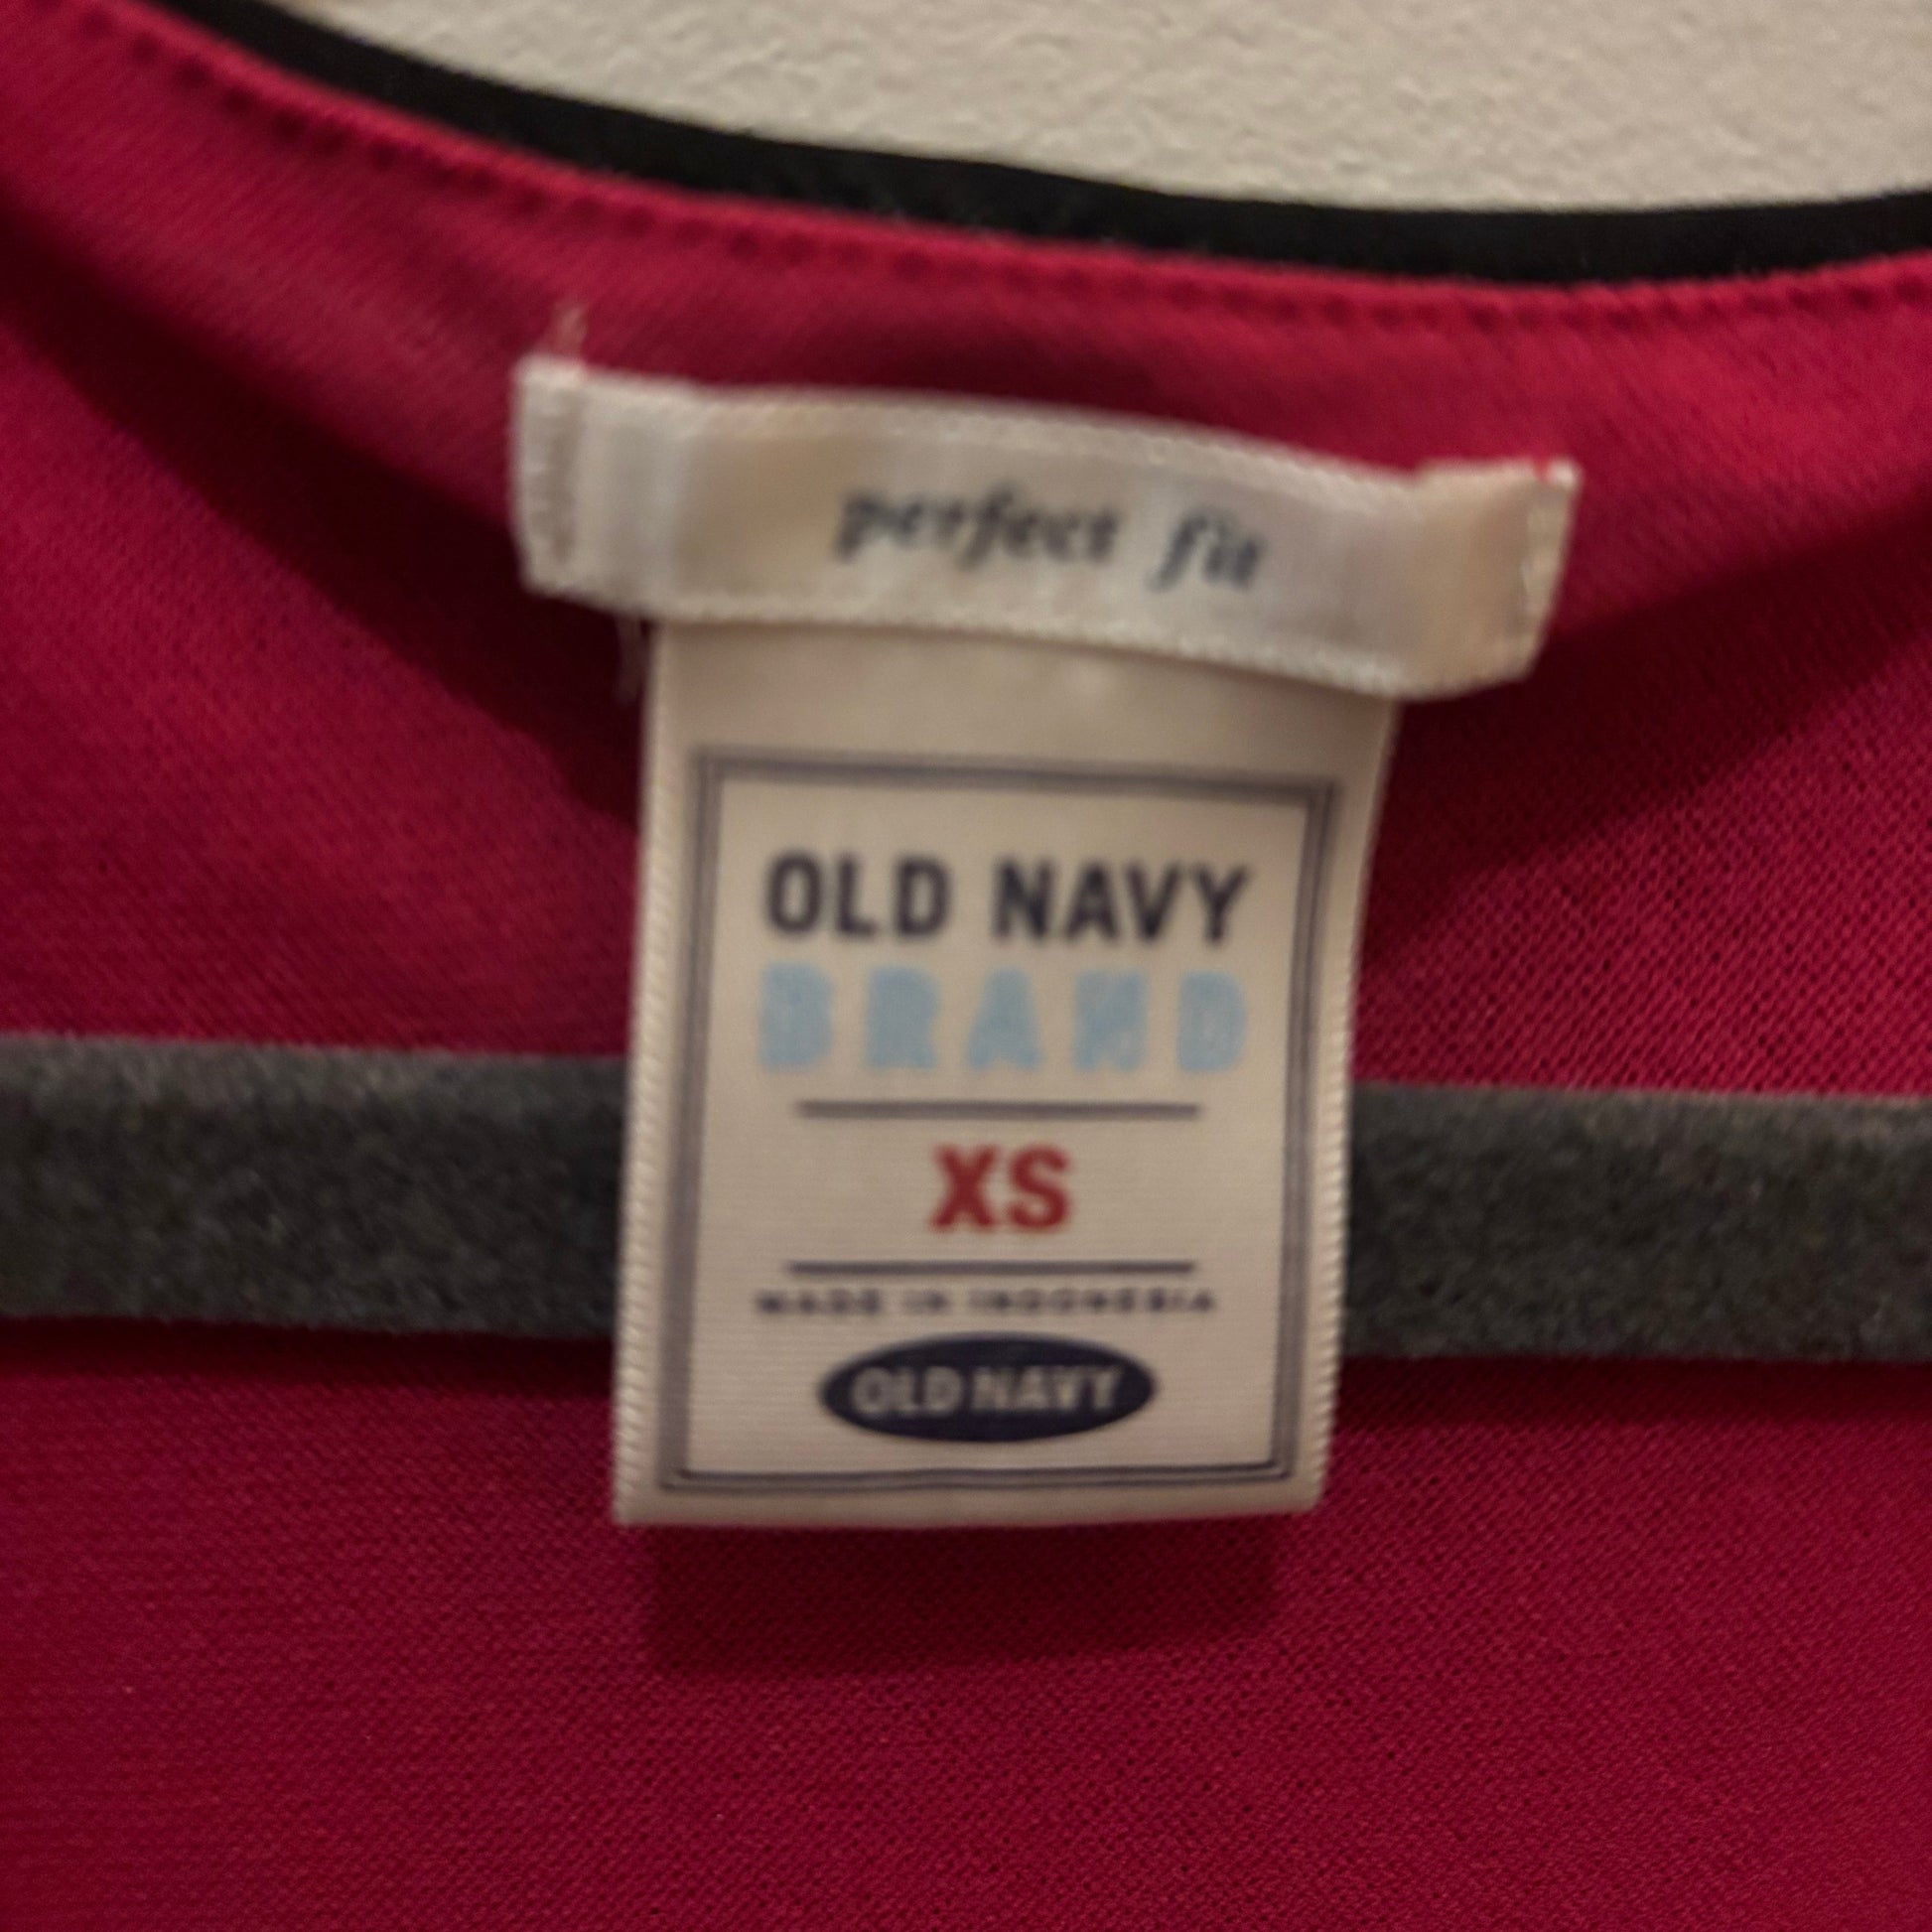 perfect fit
OLD NAVY
BRAND
XS
MADE IN INDONESIA
OLD NAVY